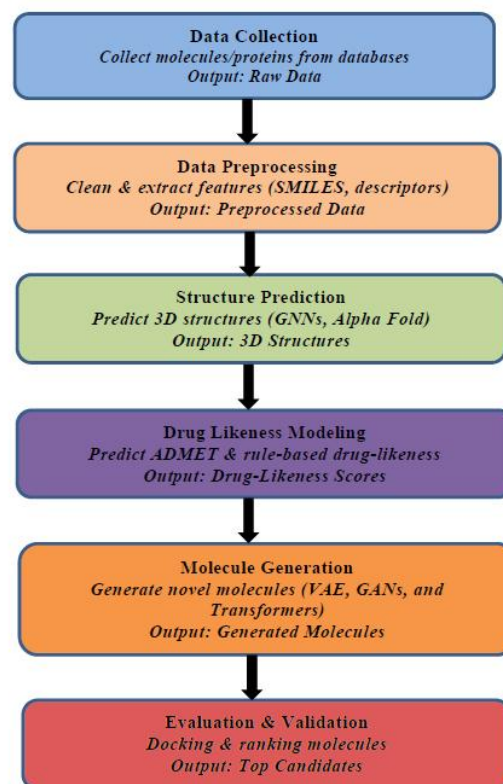 Data Collection
Collect molecules/proteins from databases
Output: Raw Data
Data Preprocessing
Clean & extract features (SMILES, descriptors)
Output: Preprocessed Data
Structure Prediction
Predict 3D structures (GNNs, Alpha Fold)
Output: 3D Structures
Drug Likeness Modeling
Predict ADMET & rule-based drug-likeness
Output: Drug-Likeness Scores
Molecule Generation
Generate novel molecules (VAE, GANs, and
Transformers)
Output: Generated Molecules
Evaluation & Validation
Docking & ranking molecules
Output: Top Candidates